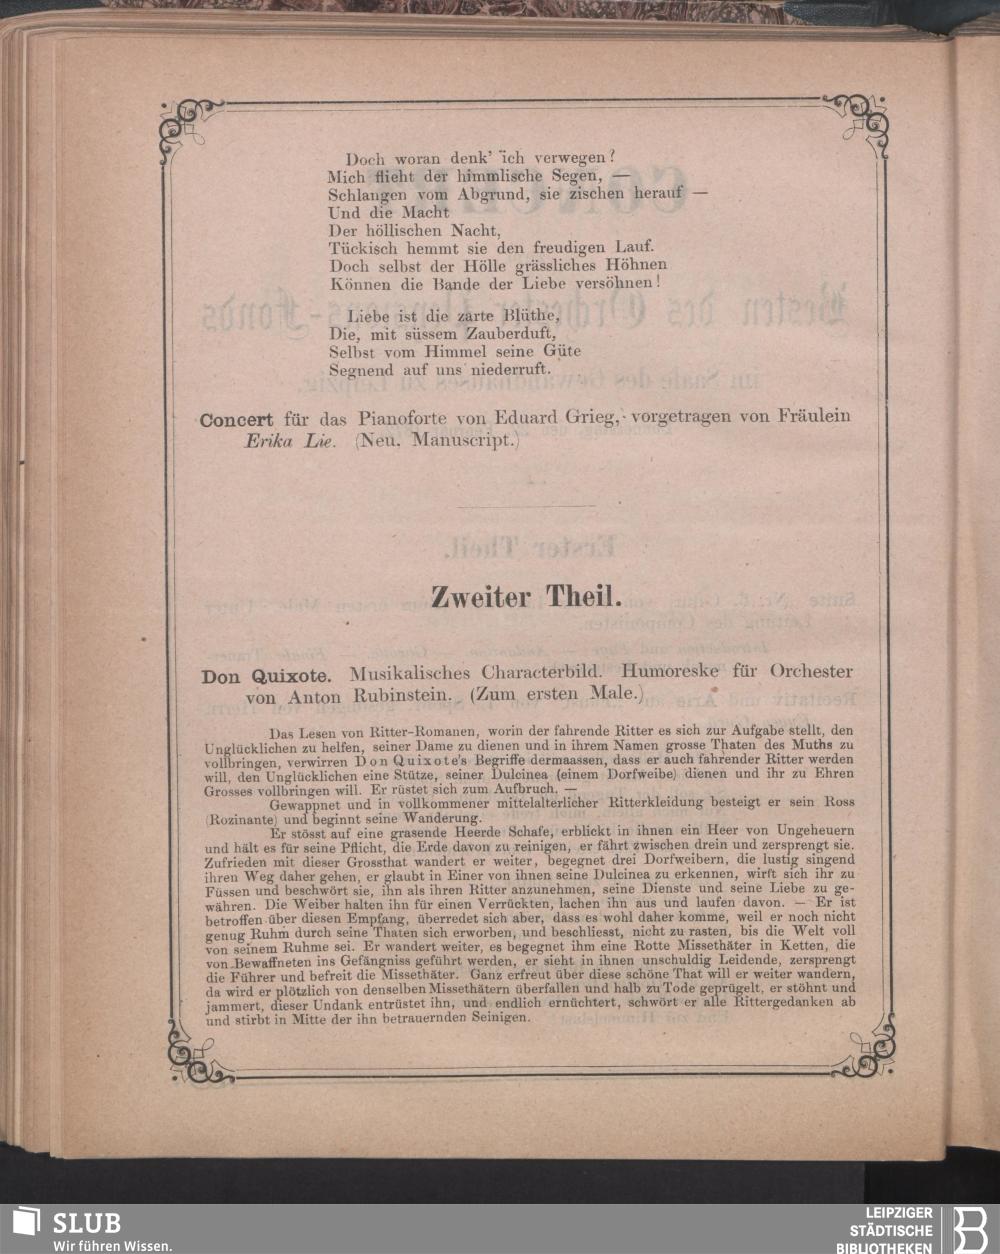 Doch woran denk' ich verwegen?
Mich flieht der himmlische Segen, —
Schlangen vom Abgrund, sie zischen herauf —
Und die Macht
Der höllischen Nacht,
Tückisch hemmt sie den freudigen Lauf.
Doch selbst der Hölle grässliches Höhnen
Können die Bande der Liebe versöhnen!
Liebe ist die zarte Blüthe,
Die, mit süssem Zauberduft,
Selbst vom Himmel seine Güte
Segnend auf uns niederruft.
Concert für das Pianoforte von Eduard Grieg, vorgetragen von Fräulein
Erika Lie. (Neu. Manuscript.)
Zweiter Theil.
Don Quixote. Musikalisches Characterbild. Humoreske für Orchester
von Anton Rubinstein. (Zum ersten Male.)
Das Lesen von Ritter-Romanen, worin der fahrende Ritter es sich zur Aufgabe stellt, den
Unglücklichen zu helfen, seiner Dame zu dienen und in ihrem Namen grosse Thaten des Muths zu
vollbringen, verwirren Don Quixote's Begriffe dermaassen, dass er auch fahrender Ritter werden
will, den Unglücklichen eine Stütze, seiner Dulcinea (einem Dorfweibe) dienen und ihr zu Ehren
Grosses vollbringen will. Er rüstet sich zum Aufbruch. —
Gewappnet und in vollkommener mittelalterlicher Ritterkleidung besteigt er sein Ross
(Rozinante) und beginnt seine Wanderung.
Er stösst auf eine grasende Heerde Schafe, erblickt in ihnen ein Heer von Ungeheuern
und hält es für seine Pflicht, die Erde davon zu reinigen, er fährt zwischen drein und zersprengt sie.
Zufrieden mit dieser Grossthat wandert er weiter, begegnet drei Dorfweibern, die lustig singend
ihren Weg daher gehen, er glaubt in Einer von ihnen seine Dulcinea zu erkennen, wirft sich ihr zu
Füssen und beschwört sie, ihn als ihren Ritter anzunehmen, seine Dienste und seine Liebe zu ge-
währen. Die Weiber halten ihn für einen Verrückten, lachen ihn aus und laufen davon. — Er ist
betroffen über diesen Empfang, überredet sich aber, dass es wohl daher komme, weil er noch nicht
genug Ruhm durch seine Thaten sich erworben, und beschliesst, nicht zu rasten, bis die Welt voll
von seinem Ruhme sei. Er wandert weiter, es begegnet ihm eine Rotte Missethäter in Ketten, die
von Bewaffneten ins Gefängniss geführt werden, er sieht in ihnen unschuldig Leidende, zersprengt
die Führer und befreit die Missethäter. Ganz erfreut über diese schöne That will er weiter wandern,
da wird er plötzlich von denselben Missethätern überfallen und halb zu Tode geprügelt, er stöhnt und
jammert, dieser Undank entrüstet ihn, und endlich ernüchtert, schwört er alle Rittergedanken ab
und stirbt in Mitte der ihn betrauernden Seinigen.
SLUB
Wir führen Wissen.
LEIPZIGER
STÄDTISCHE
BIBLIOTHEKEN